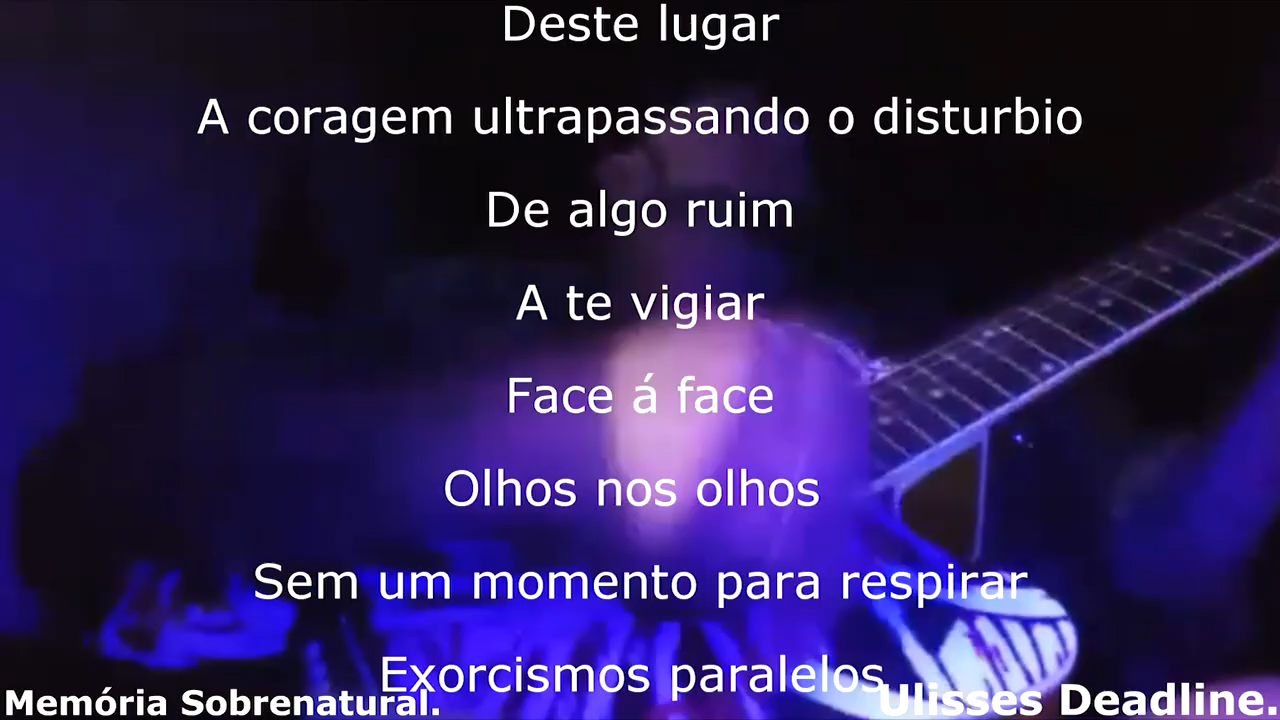 Deste lugar
A coragem ultrapassando o disturbio
De algo ruim
A te vigiar
Face á face
Olhos nos olhos
Sem um momento para respirar
Exorcismos paralelos
Memória Sobrenatural.
Ulisses Deadline.